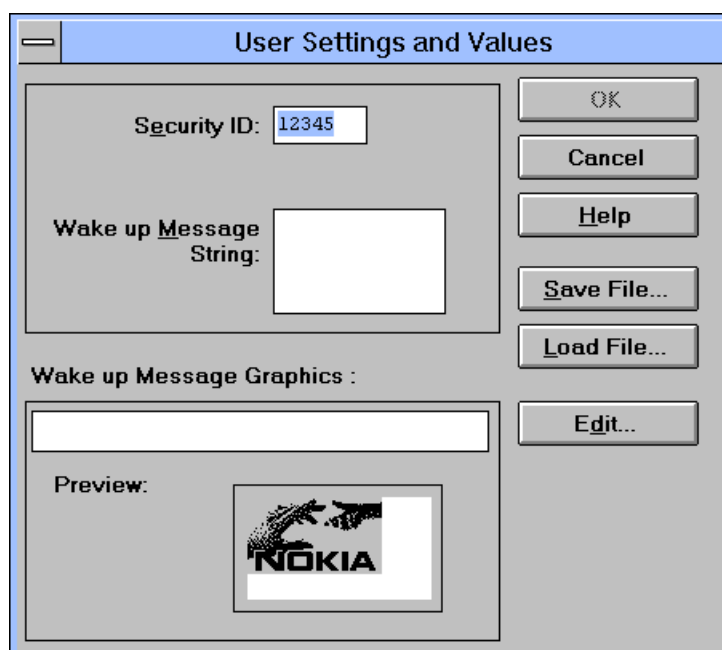 User Settings and Values
Security ID: 12345
OK
Cancel
Wake up Message
String:
Help
Save File...
Load File...
Wake up Message Graphics :
Edit...
Preview:
NOKIA